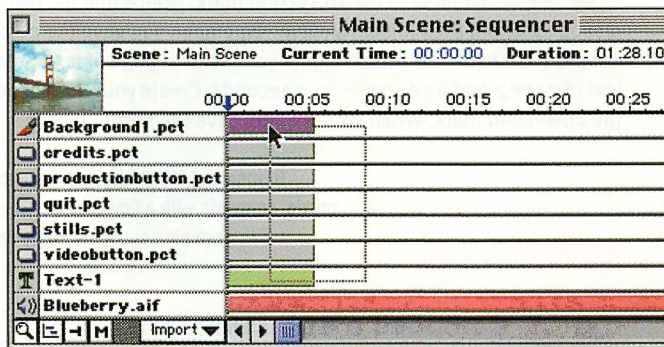 Main Scene: Sequencer
Scene: Main Scene Current Time: 00:00.00 Duration: 01:28.10
00:00 00:05 00:10 00:15 00:20 00:25
Background1.pct
credits.pct
productionbutton.pct
quit.pct
stills.pct
videobutton.pct
T Text-1
Blueberry.aif
M Import